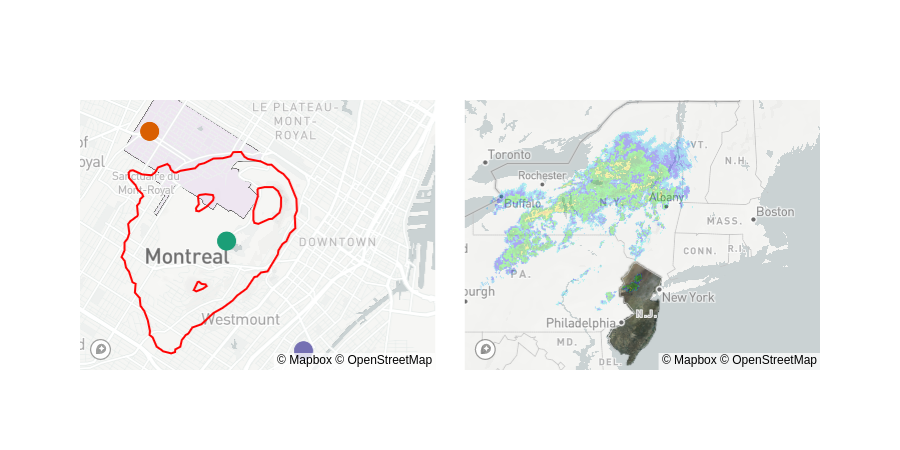 LE PLATEAU-
MONT-
ROYAL
of
oyal
Sanctuaire du
Mont-Royal
Montreal
DOWNTOWN
Westmount
d
© Mapbox © OpenStreetMap
Toronto
VT.
N.H.
Rochester
Buffalo
N.Y.
Albany
MASS.
Boston
CONN.
R.I.
d
PA.
burgh
New York
N.J.
Philadelphia
MD.
DEL.
© Mapbox © OpenStreetMap